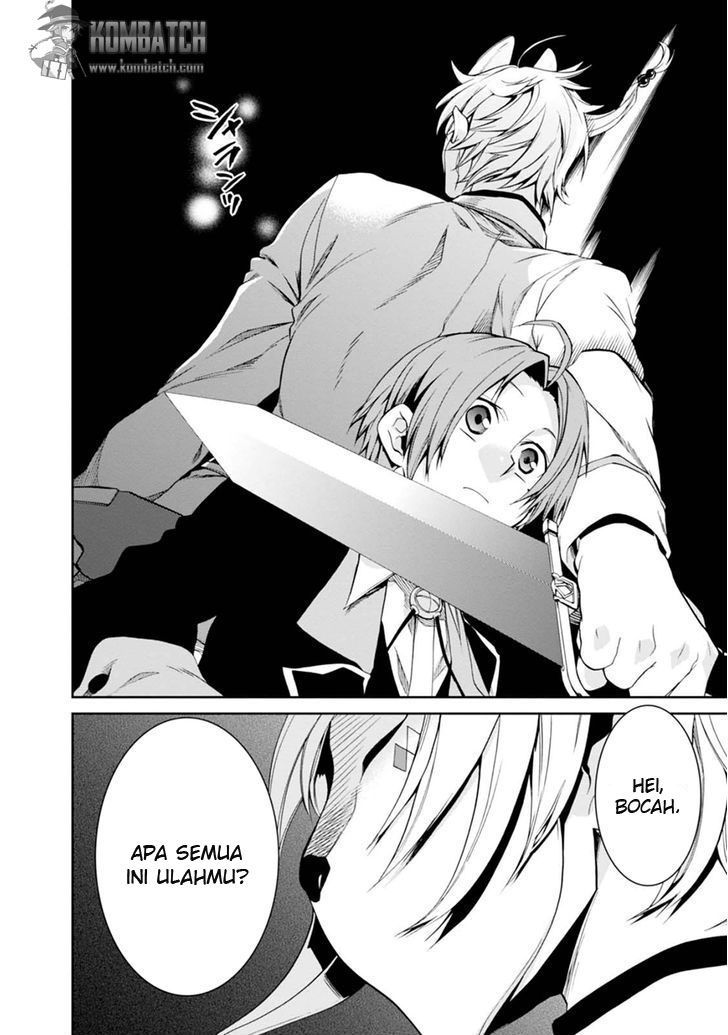 KOMBATCH
www.kombatch.com
シャランッ
HEI,
BOCAH.
APA SEMUA
INI ULAHMU?